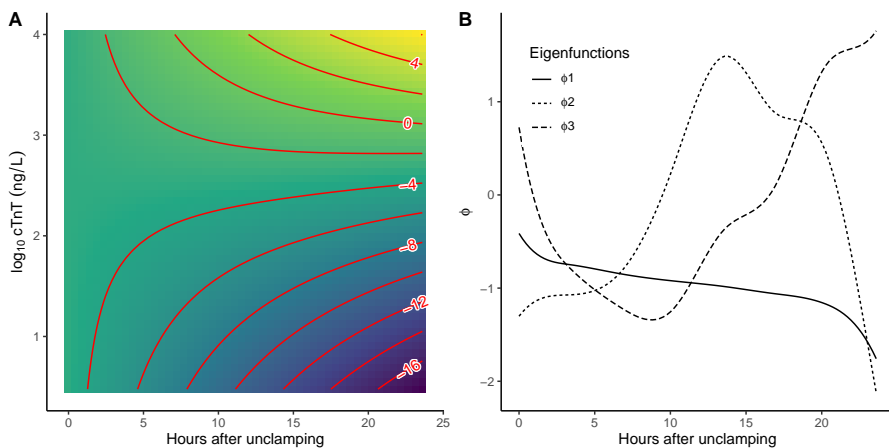 A
4
3
2
1
log₁₀ cTnT (ng/L)
4
0
−4
−8
−12
−16
0
5
10
15
20
25
Hours after unclamping
B
Eigenfunctions
ϕ1
ϕ2
ϕ3
1
0
−1
−2
ϕ
0
5
10
15
20
Hours after unclamping